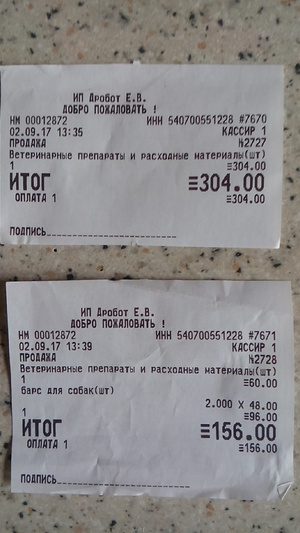 ИП Дробот Е.В.
ДОБРО ПОЖАЛОВАТЬ !
НМ 00012872 ИНН 540700551228 #7670
02.09.17 13:35 КАССИР 1
ПРОДАЖА №2727
Ветеринарные препараты и расходные материалы(шт)
1 ≡304.00
ИТОГ ≡304.00
ОПЛАТА 1 ≡304.00
ПОДПИСЬ
ИП Дробот Е.В.
ДОБРО ПОЖАЛОВАТЬ !
НМ 00012872 ИНН 540700551228 #7671
02.09.17 13:39 КАССИР 1
ПРОДАЖА №2728
Ветеринарные препараты и расходные материалы(шт)
1 ≡60.00
барс для собак(шт)
2.000 X 48.00
1 ≡96.00
ИТОГ ≡156.00
ОПЛАТА 1 ≡156.00
ПОДПИСЬ